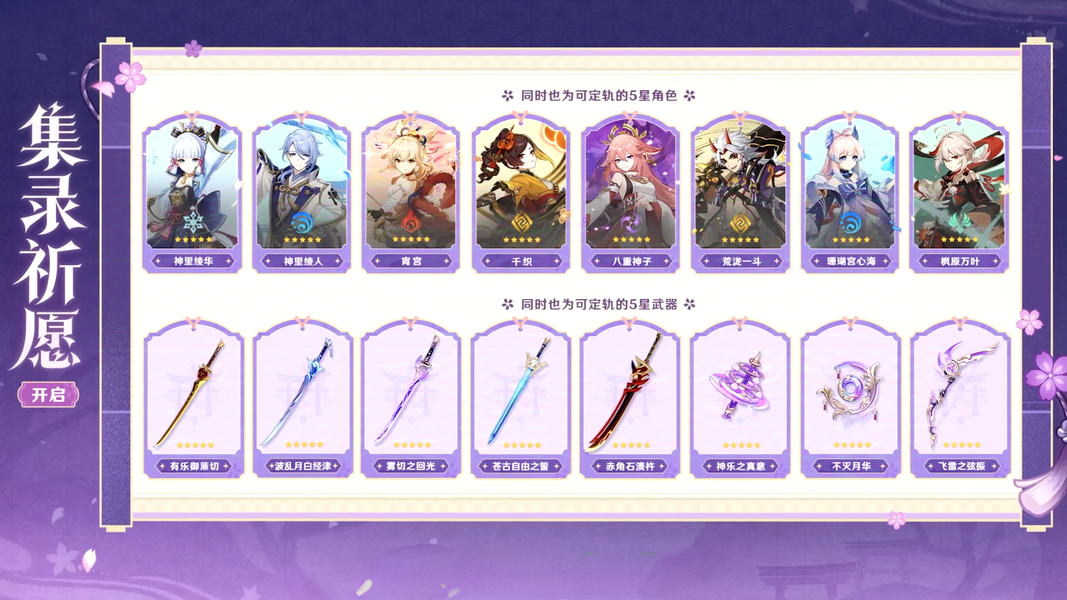 集录祈愿
开启
同时也为可定轨的5星角色
神里绫华
神里绫人
宵宫
千织
八重神子
荒泷一斗
珊瑚宫心海
枫原万叶
同时也为可定轨的5星武器
有乐御簾切
波乱月白经津
雾切之回光
苍古自由之誓
赤角石溃杵
神乐之真意
不灭月华
飞雷之弦振